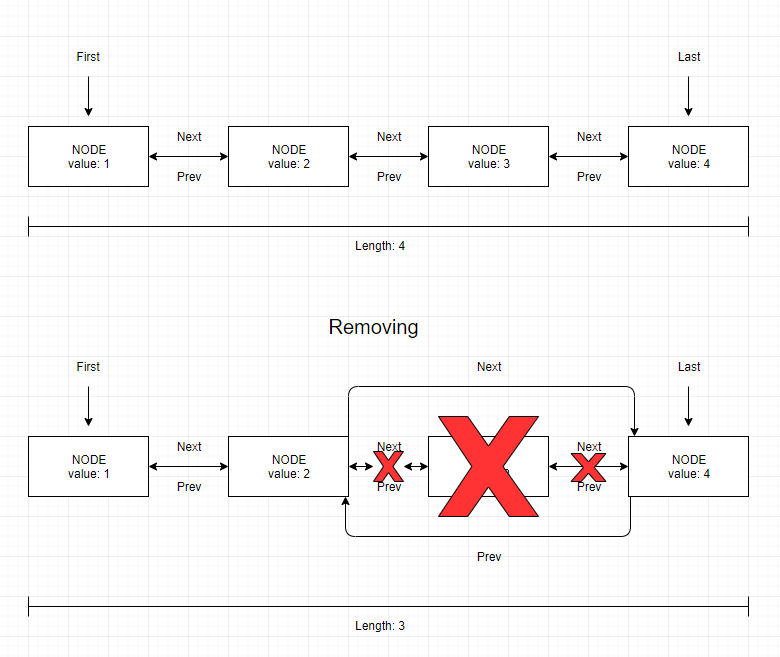 First
Last
NODE
value: 1
Next
Prev
NODE
value: 2
Next
Prev
NODE
value: 3
Next
Prev
NODE
value: 4
Length: 4
Removing
First
Next
Last
NODE
value: 1
Next
Prev
NODE
value: 2
Next
Prev
Next
Prev
NODE
value: 4
Prev
Length: 3